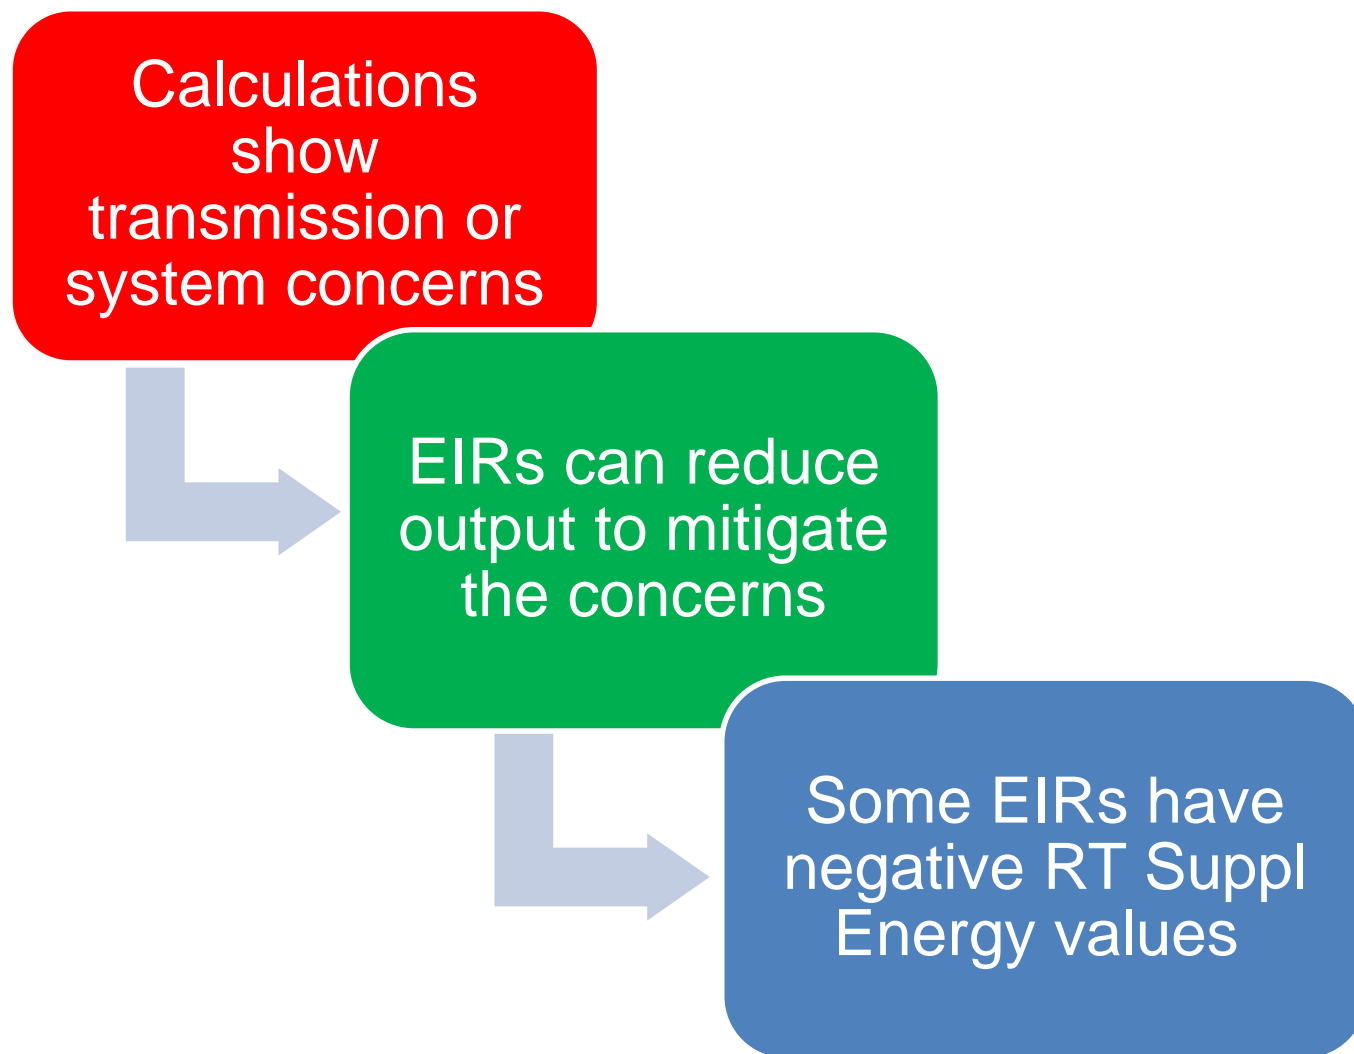 Calculations
show
transmission or
system concerns
EIRs can reduce
output to mitigate
the concerns
Some EIRs have
negative RT Suppl
Energy values